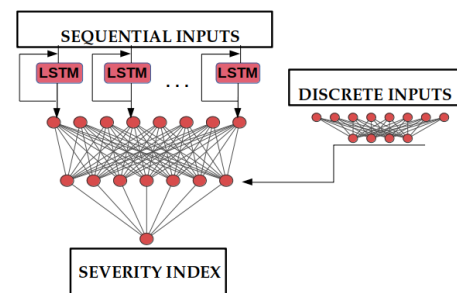 SEQUENTIAL INPUTS
LSTM LSTM ... LSTM
DISCRETE INPUTS
SEVERITY INDEX